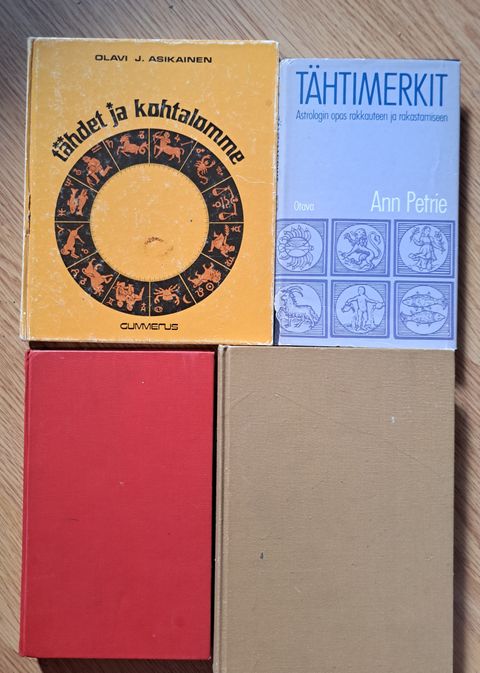 OLAVI J. ASIKAINEN
tähdet ja kohtalomme
GUMMERUS
TÄHTIMERKIT
Astrologin opas rakkauteen ja rakastamiseen
Otava
Ann Petrie